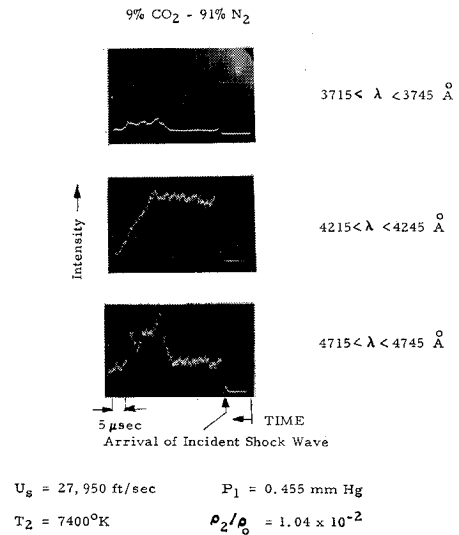 9% CO2 - 91% N2
3715< λ <3745 Å
Intensity
4215< λ <4245 Å
4715< λ <4745 Å
5 μsec
TIME
Arrival of Incident Shock Wave
Us = 27, 950 ft/sec
P1 = 0.455 mm Hg
T2 = 7400°K
ρ2/ρo = 1.04 x 10-2